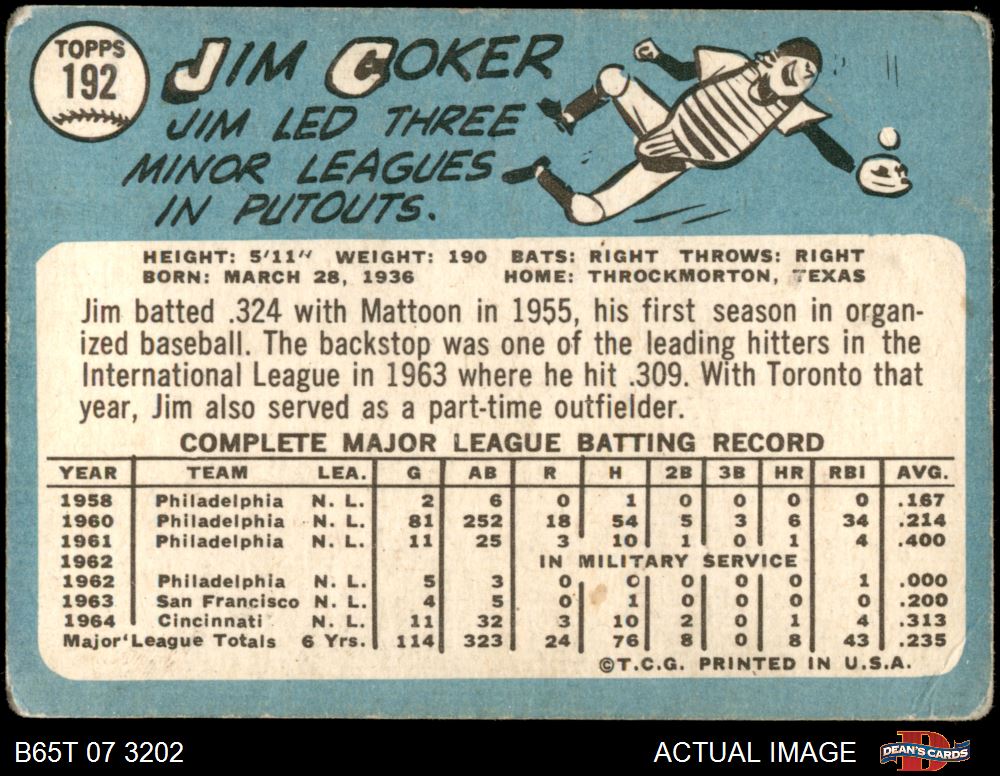 TOPPS
192
JIM COKER
JIM LED THREE
MINOR LEAGUES
IN PUTOUTS.
HEIGHT: 5'11" WEIGHT: 190 BATS: RIGHT THROWS: RIGHT
BORN: MARCH 28, 1936 HOME: THROCKMORTON, TEXAS
Jim batted .324 with Mattoon in 1955, his first season in organ-
ized baseball. The backstop was one of the leading hitters in the
International League in 1963 where he hit .309. With Toronto that
year, Jim also served as a part-time outfielder.
COMPLETE MAJOR LEAGUE BATTING RECORD
YEAR TEAM LEA. G AB R H 2B 3B HR RBI AVG.
1958 Philadelphia N. L. 2 6 0 1 0 0 0 0 .167
1960 Philadelphia N. L. 81 252 18 54 5 3 6 34 .214
1961 Philadelphia N. L. 11 25 3 10 1 0 1 4 .400
1962 IN MILITARY SERVICE
1962 Philadelphia N. L. 5 3 0 0 0 0 0 1 .000
1963 San Francisco N. L. 4 5 0 1 0 0 0 0 .200
1964 Cincinnati N. L. 11 32 3 10 2 0 1 4 .313
Major League Totals 6 Yrs. 114 323 24 76 8 0 8 43 .235
©T.C.G. PRINTED IN U.S.A.
B65T 07 3202 ACTUAL IMAGE DEAN'S CARDS